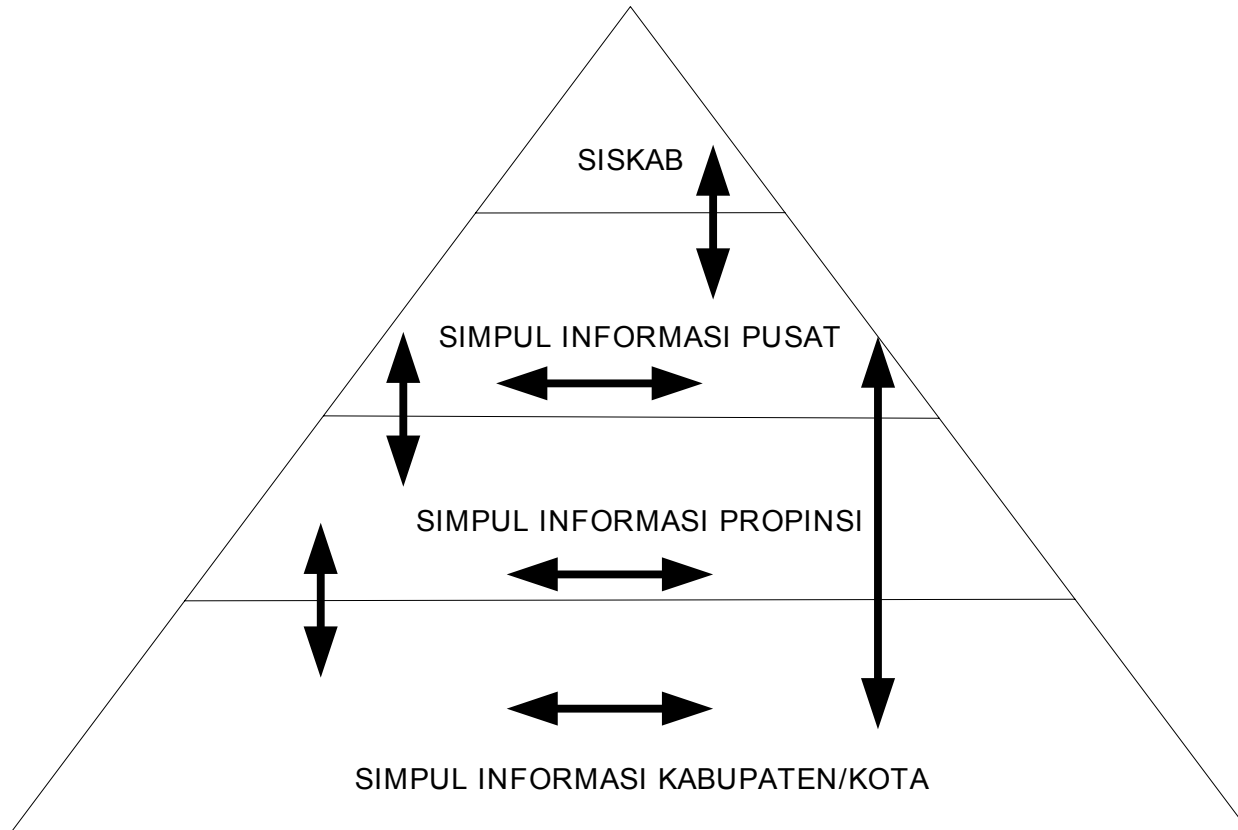 SISKAB
SIMPUL INFORMASI PUSAT
SIMPUL INFORMASI PROPINSI
SIMPUL INFORMASI KABUPATEN/KOTA